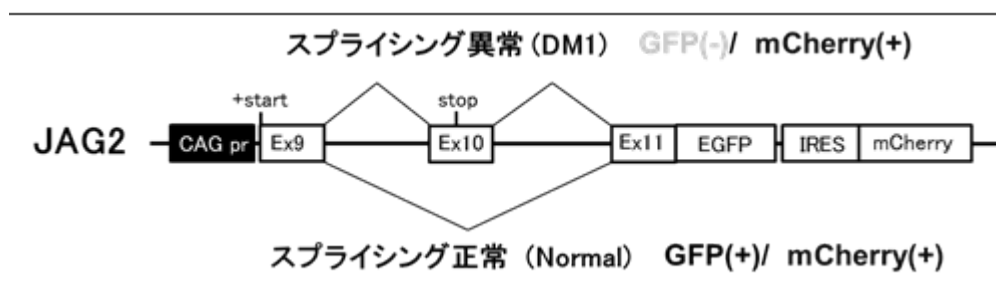 スプライシング異常（DM1） GFP(-)/ mCherry(+)
+start stop
JAG2 CAG pr Ex9 Ex10 Ex11 EGFP IRES mCherry
スプライシング正常（Normal） GFP(+)/ mCherry(+)